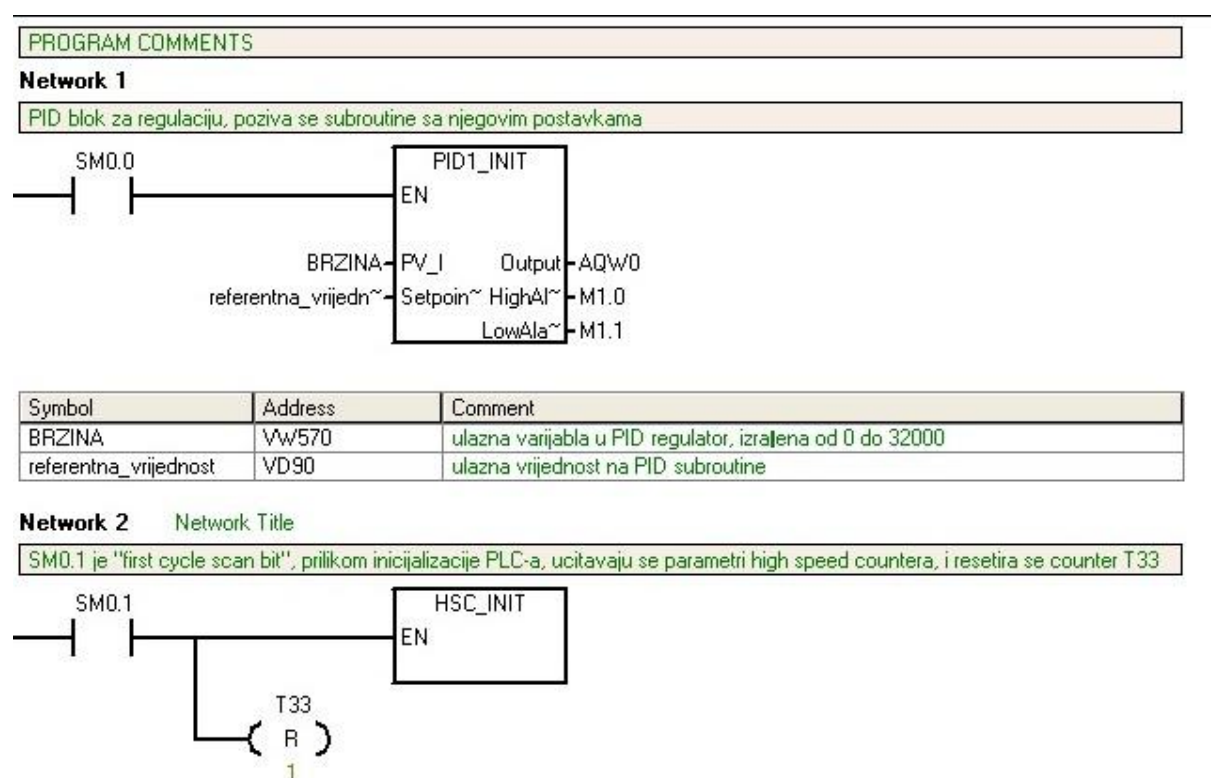 PROGRAM COMMENTS
Network 1
PID blok za regulaciju, poziva se subroutine sa njegovim postavkama
SM0.0
PID1_INIT
EN
BRZINA PV_I Output AQW0
referentna_vrijedn~ Setpoin~ HighAl~ M1.0
LowAla~ M1.1
Symbol Address Comment
BRZINA VW570 ulazna varijabla u PID regulator, izraļena od 0 do 32000
referentna_vrijednost VD90 ulazna vrijednost na PID subroutine
Network 2 Network Title
SM0.1 je "first cycle scan bit", prilikom inicijalizacije PLC-a, ucitavaju se parametri high speed countera, i resetira se counter T33
SM0.1
HSC_INIT
EN
T33
R
1